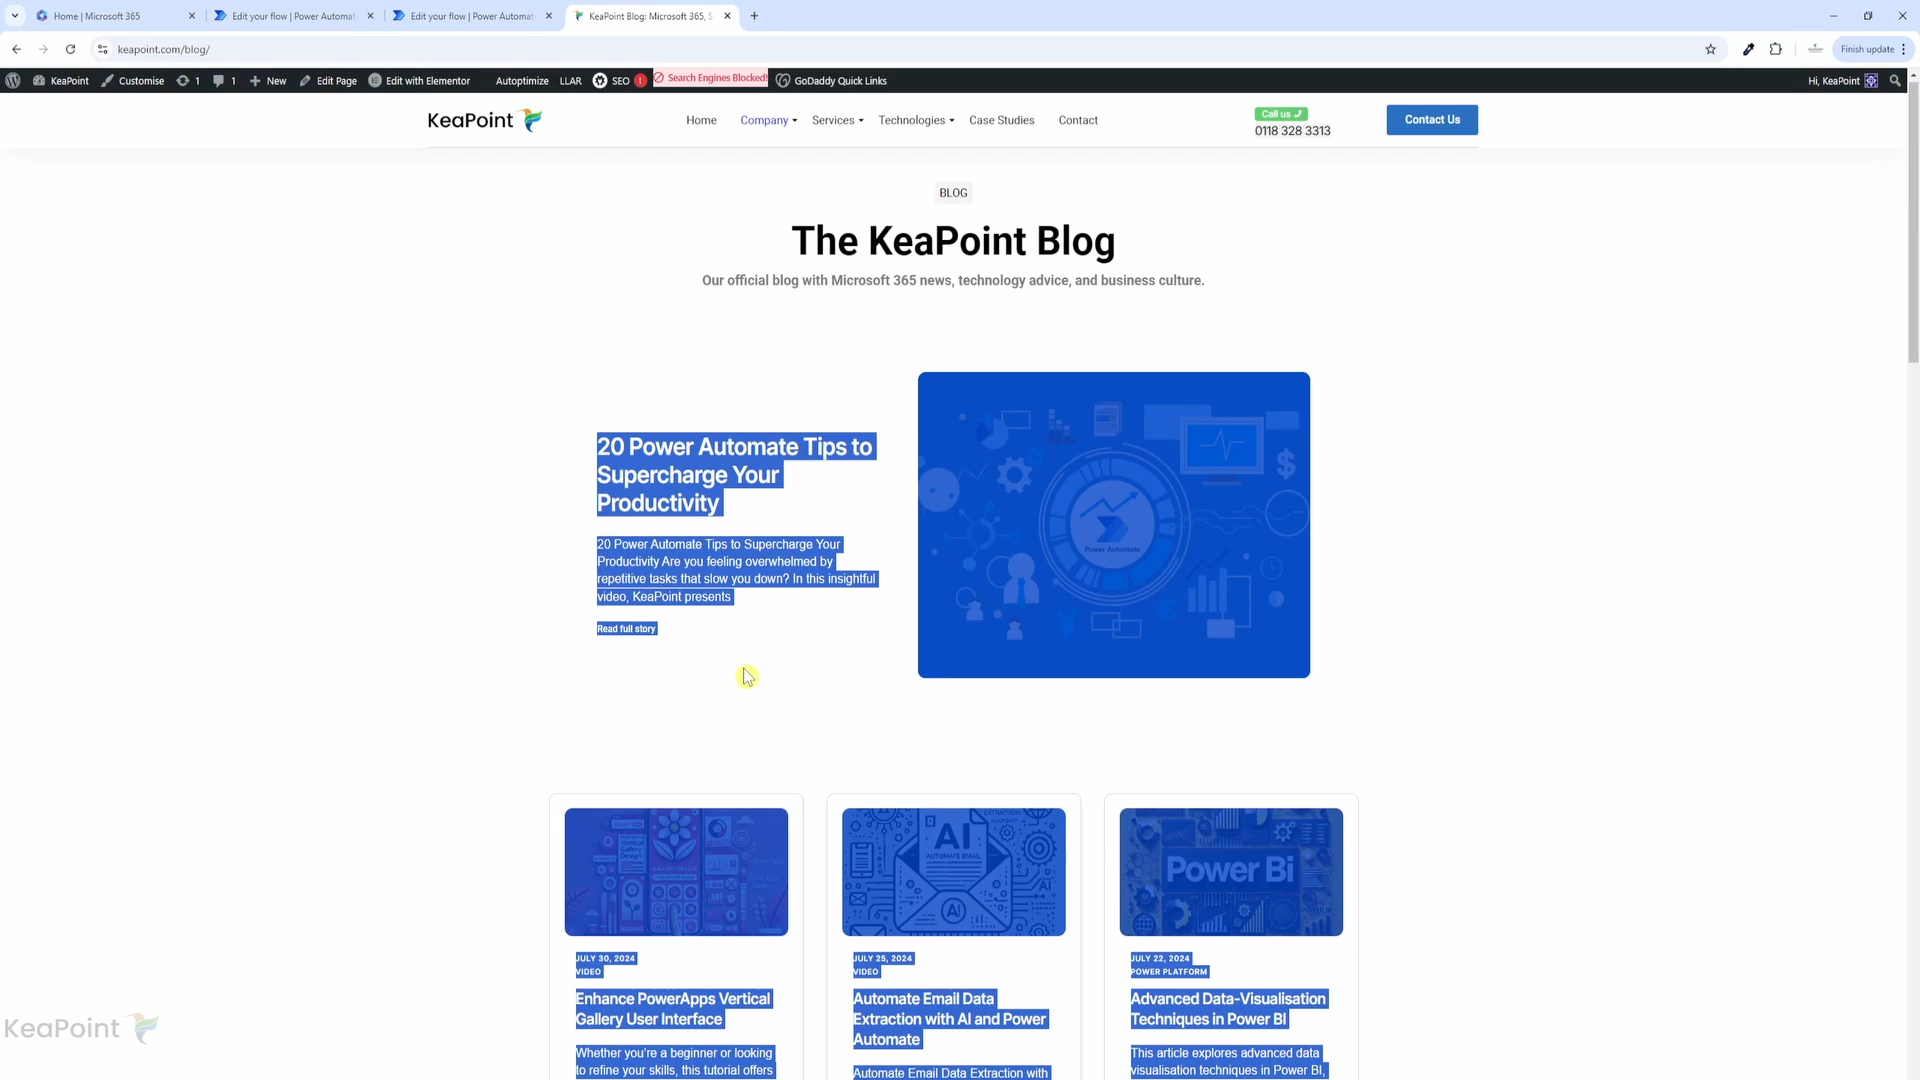 Home | Microsoft 365
Edit your flow | Power Automat
Edit your flow | Power Automat
KeaPoint Blog: Microsoft 365, S
keapoint.com/blog/
Finish update
KeaPoint
Customise
1
1
New
Edit Page
Edit with Elementor
Autoptimize
LLAR
SEO
!
Search Engines Blocked!
GoDaddy Quick Links
Hi, KeaPoint
KeaPoint
Home
Company
Services
Technologies
Case Studies
Contact
Call us
0118 328 3313
Contact Us
BLOG
The KeaPoint Blog
Our official blog with Microsoft 365 news, technology advice, and business culture.
20 Power Automate Tips to
Supercharge Your
Productivity
20 Power Automate Tips to Supercharge Your
Productivity Are you feeling overwhelmed by
repetitive tasks that slow you down? In this insightful
video, KeaPoint presents
Read full story
Power Automate
Vertical
Gallery
Design
AI
AUTOMATE EMAIL
AI
AI
Power Bi
JULY 30, 2024
VIDEO
Enhance PowerApps Vertical
Gallery User Interface
Whether you're a beginner or looking
to refine your skills, this tutorial offers
JULY 25, 2024
VIDEO
Automate Email Data
Extraction with AI and Power
Automate
Automate Email Data Extraction with
JULY 22, 2024
POWER PLATFORM
Advanced Data-Visualisation
Techniques in Power BI
This article explores advanced data
visualisation techniques in Power BI,
KeaPoint